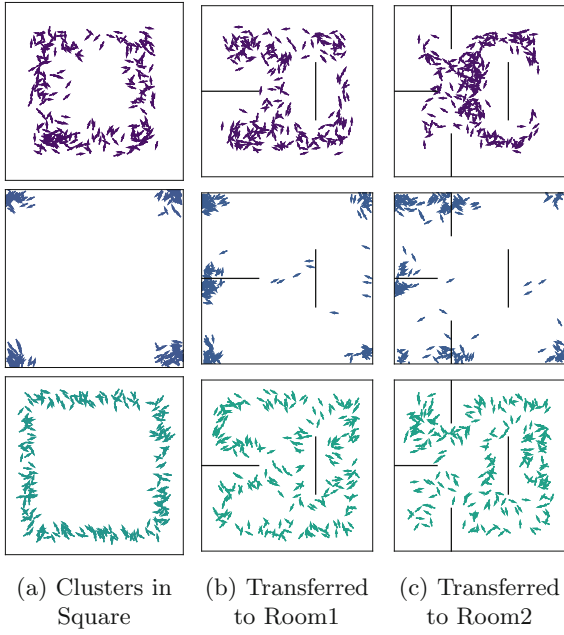 (a) Clusters in
Square
(b) Transferred
to Room1
(c) Transferred
to Room2